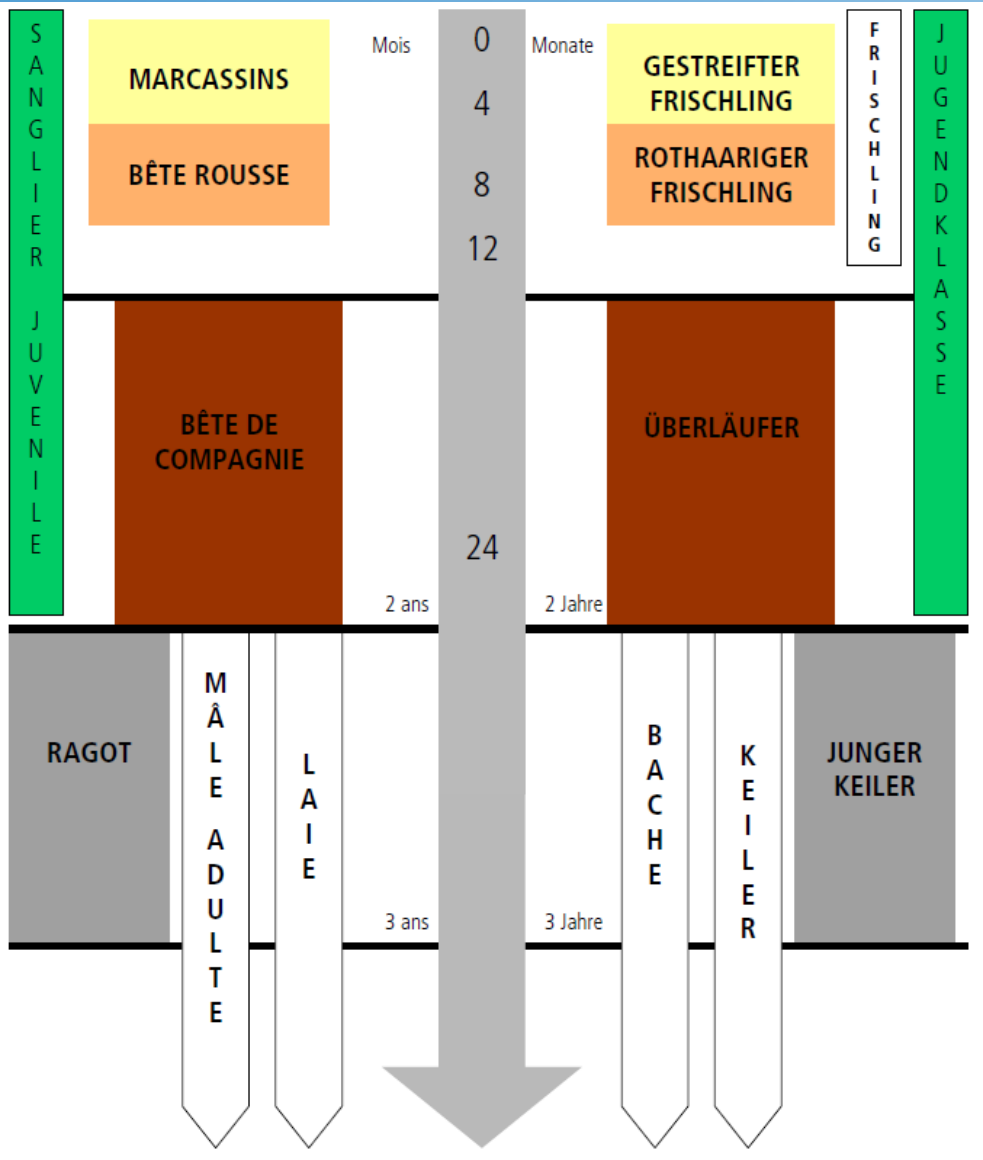 SANGLIER JUVENILE
MARCASSINS
BÊTE ROUSSE
Mois
0
4
8
12
Monate
GESTREIFTER
FRISCHLING
ROTHAARIGER
FRISCHLING
FRISCHLING
JUGENDKLASSE
BÊTE DE
COMPAGNIE
24
ÜBERLÄUFER
2 ans
2 Jahre
RAGOT
MÂLE ADULTE
LAIE
BACHE
KEILER
JUNGER
KEILER
3 ans
3 Jahre